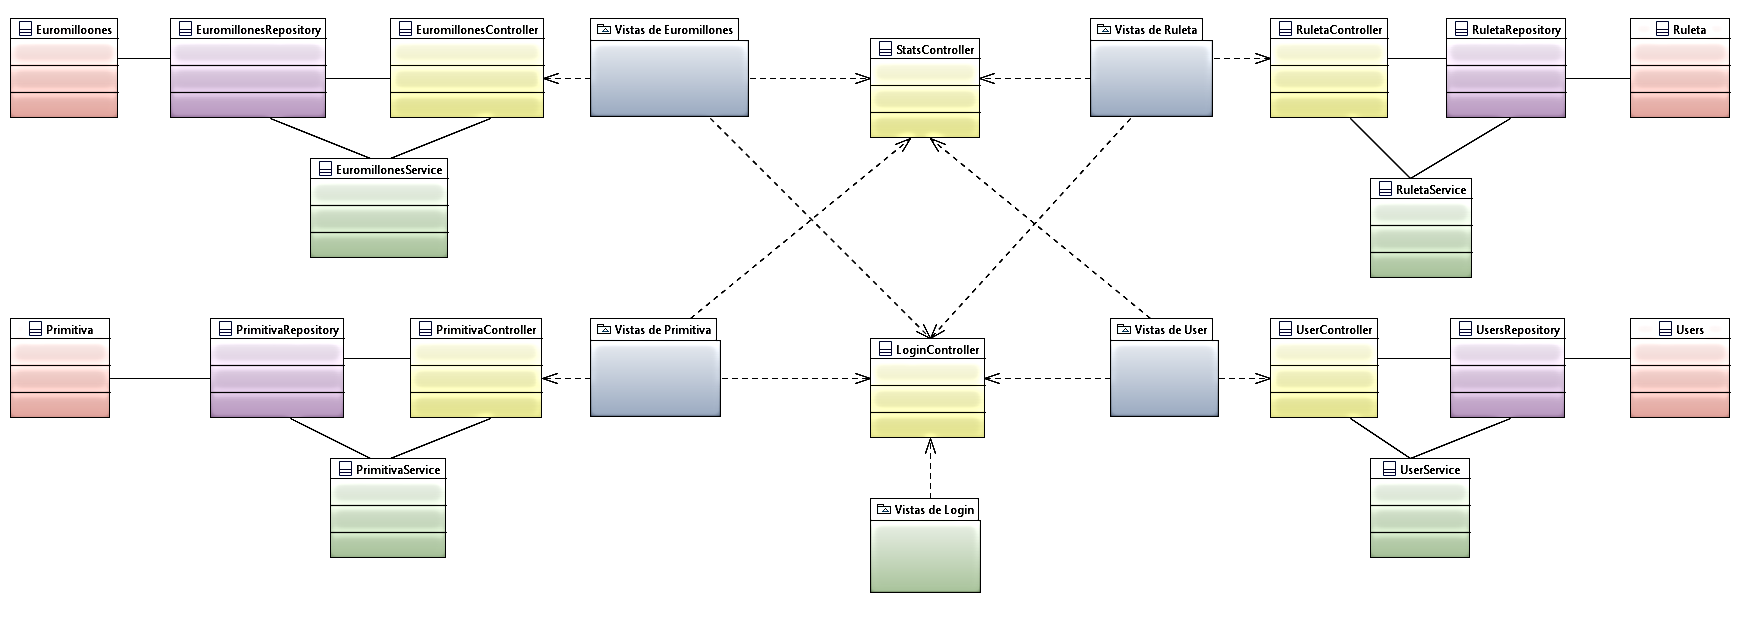 Euromilloones
EuromillonesRepository
EuromillonesController
Vistas de Euromillones
StatsController
Vistas de Ruleta
RuletaController
RuletaRepository
Ruleta
EuromillonesService
RuletaService
Primitiva
PrimitivaRepository
PrimitivaController
Vistas de Primitiva
LoginController
Vistas de User
UserController
UsersRepository
Users
PrimitivaService
UserService
Vistas de Login